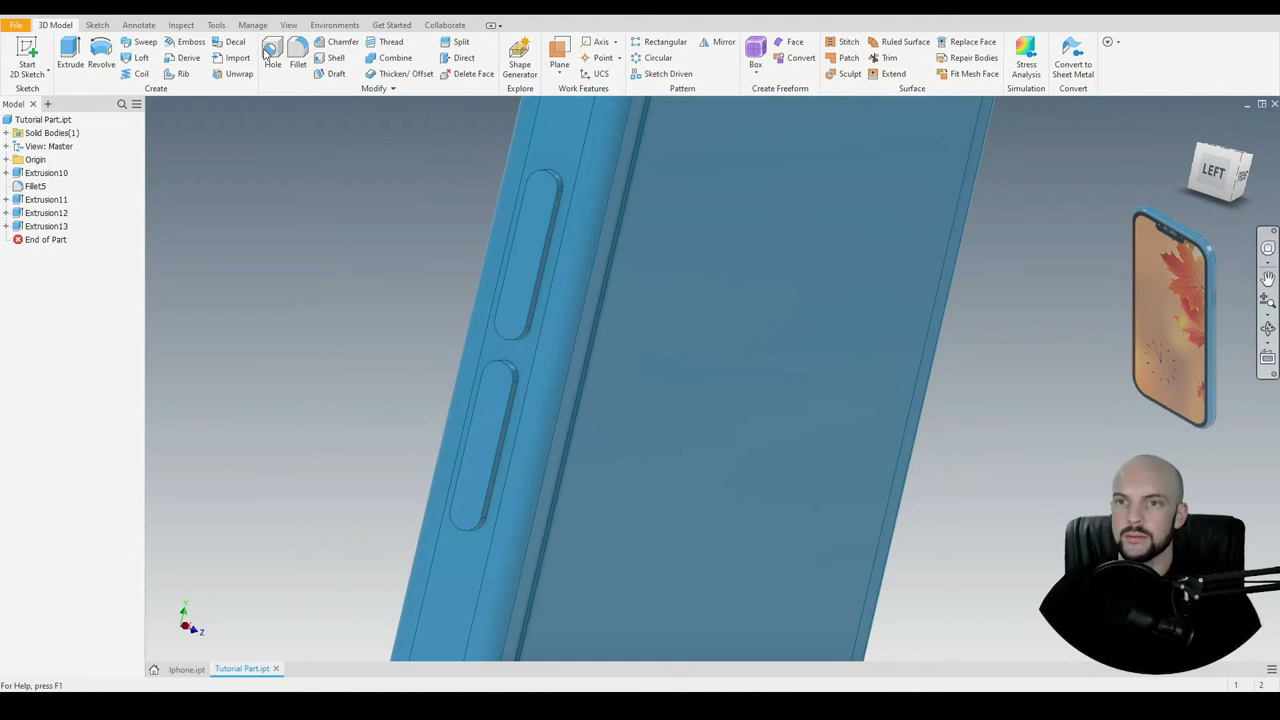 File 3D Model Sketch Annotate Inspect Tools Manage View Environments Get Started Collaborate
Start
2D Sketch
Extrude
Revolve
Sweep
Loft
Coil
Emboss
Derive
Rib
Decal
Import
Unwrap
Hole
Fillet
Chamfer
Shell
Draft
Thread
Combine
Thicken/ Offset
Split
Direct
Delete Face
Shape
Generator
Plane
Axis
Point
UCS
Rectangular
Circular
Sketch Driven
Mirror
Box
Face
Convert
Stitch
Patch
Sculpt
Ruled Surface
Trim
Extend
Replace Face
Repair Bodies
Fit Mesh Face
Stress
Analysis
Convert to
Sheet Metal
Create Modify Explore Work Features Pattern Create Freeform Surface Simulation Convert
Model
Tutorial Part.ipt
Solid Bodies(1)
View: Master
Origin
Extrusion10
Fillet5
Extrusion11
Extrusion12
Extrusion13
End of Part
LEFT
Y
Z
Iphone.ipt Tutorial Part.ipt
For Help, press F1 1 2